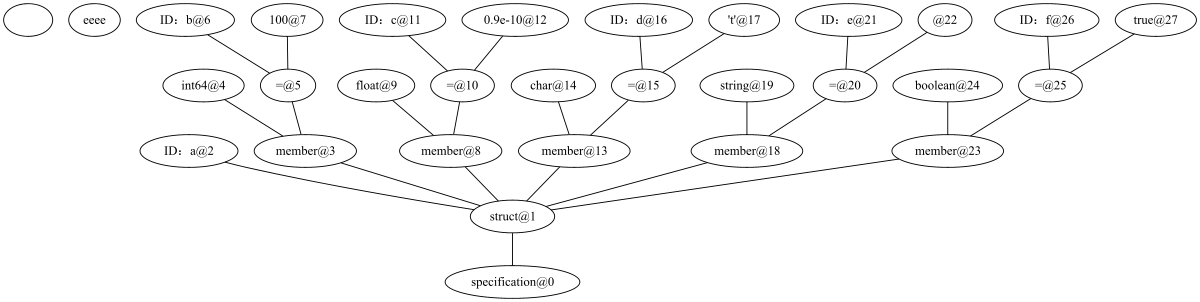 eeee ID：b@6 100@7 ID：c@11 0.9e-10@12 ID：d@16 't'@17 ID：e@21 @22 ID：f@26 true@27
int64@4 =@5 float@9 =@10 char@14 =@15 string@19 =@20 boolean@24 =@25
ID：a@2 member@3 member@8 member@13 member@18 member@23
struct@1
specification@0